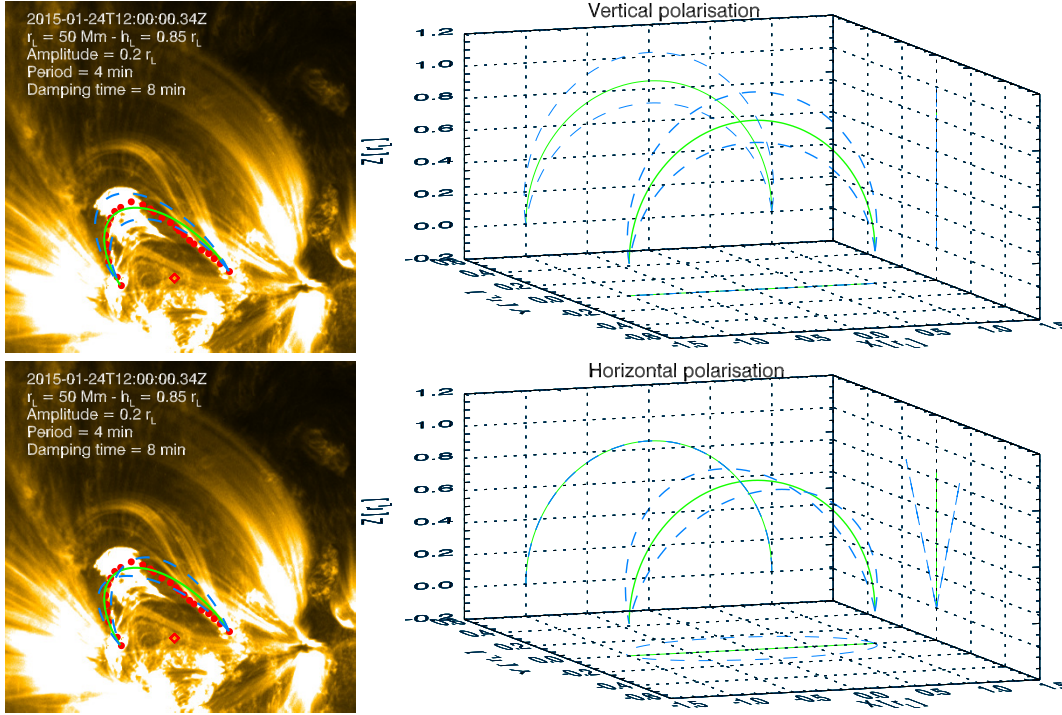 2015-01-24T12:00:00.34Z
r_L = 50 Mm - h_L = 0.85 r_L
Amplitude = 0.2 r_L
Period = 4 min
Damping time = 8 min
Vertical polarisation
1.2
1.0
0.8
0.6
0.4
0.2
0.0
-0.2
Z[r_L]
2015-01-24T12:00:00.34Z
r_L = 50 Mm - h_L = 0.85 r_L
Amplitude = 0.2 r_L
Period = 4 min
Damping time = 8 min
Horizontal polarisation
1.2
1.0
0.8
0.6
0.4
0.2
0.0
-0.2
Z[r_L]